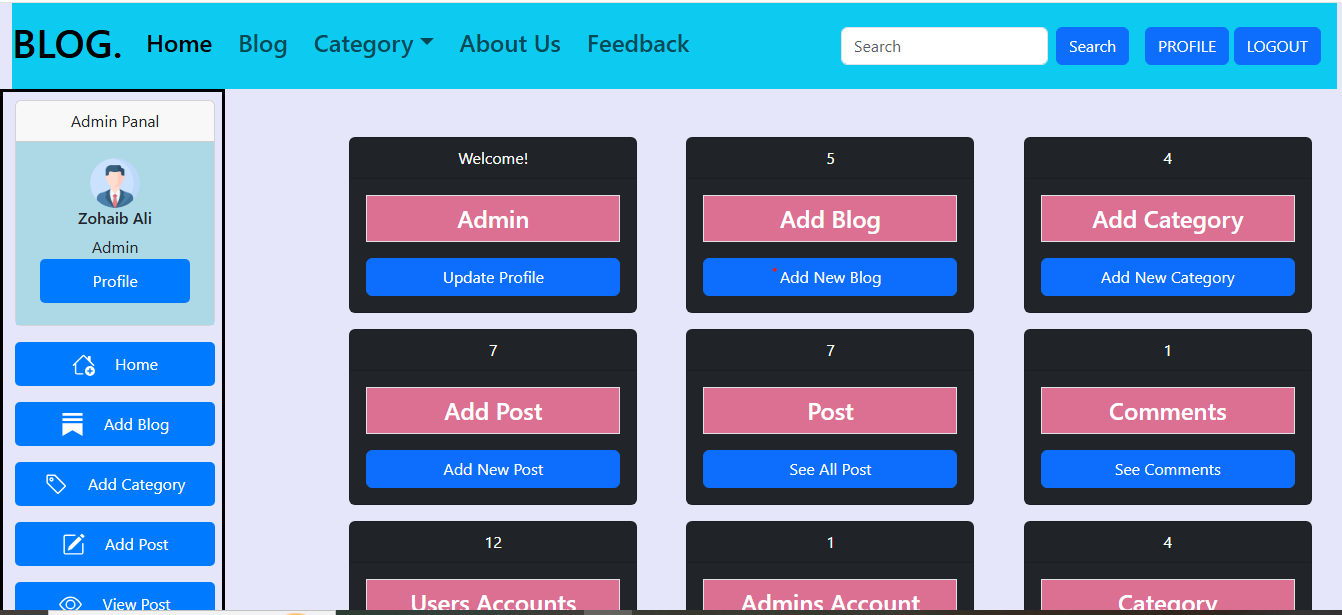 BLOG. Home Blog Category About Us Feedback Search Search PROFILE LOGOUT
Admin Panal
Zohaib Ali
Admin
Profile
Home
Add Blog
Add Category
Add Post
View Post
Welcome!
Admin
Update Profile
5
Add Blog
Add New Blog
4
Add Category
Add New Category
7
Add Post
Add New Post
7
Post
See All Post
1
Comments
See Comments
12
Users Accounts
1
Admins Account
4
Category